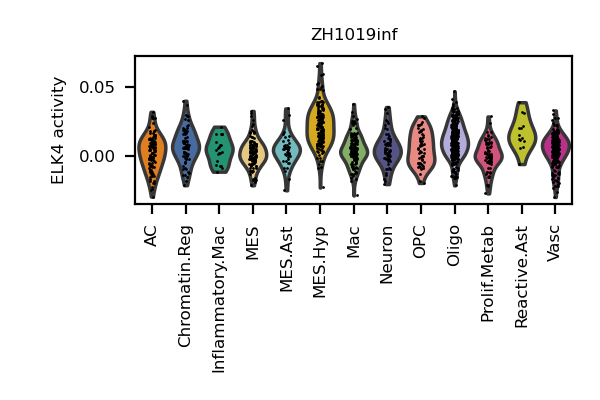 ZH1019inf
ELK4 activity
0.05
0.00
AC
Chromatin.Reg
Inflammatory.Mac
MES
MES.Ast
MES.Hyp
Mac
Neuron
OPC
Oligo
Prolif.Metab
Reactive.Ast
Vasc